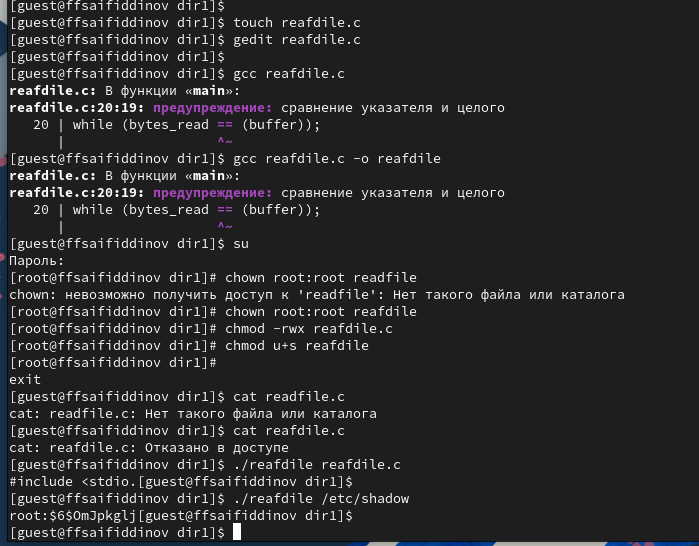 [guest@ffsaifiddinov dir1]$
[guest@ffsaifiddinov dir1]$ touch reafdile.c
[guest@ffsaifiddinov dir1]$ gedit reafdile.c
[guest@ffsaifiddinov dir1]$
[guest@ffsaifiddinov dir1]$ gcc reafdile.c
reafdile.c: В функции «main»:
reafdile.c:20:19: предупреждение: сравнение указателя и целого
   20 | while (bytes_read == (buffer));
      |                   ^~
[guest@ffsaifiddinov dir1]$ gcc reafdile.c -o reafdile
reafdile.c: В функции «main»:
reafdile.c:20:19: предупреждение: сравнение указателя и целого
   20 | while (bytes_read == (buffer));
      |                   ^~
[guest@ffsaifiddinov dir1]$ su
Пароль:
[root@ffsaifiddinov dir1]# chown root:root readfile
chown: невозможно получить доступ к 'readfile': Нет такого файла или каталога
[root@ffsaifiddinov dir1]# chown root:root reafdile
[root@ffsaifiddinov dir1]# chmod -rwx reafdile.c
[root@ffsaifiddinov dir1]# chmod u+s reafdile
[root@ffsaifiddinov dir1]#
exit
[guest@ffsaifiddinov dir1]$ cat readfile.c
cat: readfile.c: Нет такого файла или каталога
[guest@ffsaifiddinov dir1]$ cat reafdile.c
cat: reafdile.c: Отказано в доступе
[guest@ffsaifiddinov dir1]$ ./reafdile reafdile.c
#include <stdio.[guest@ffsaifiddinov dir1]$
[guest@ffsaifiddinov dir1]$ ./reafdile /etc/shadow
root:$6$OmJpkglj[guest@ffsaifiddinov dir1]$
[guest@ffsaifiddinov dir1]$